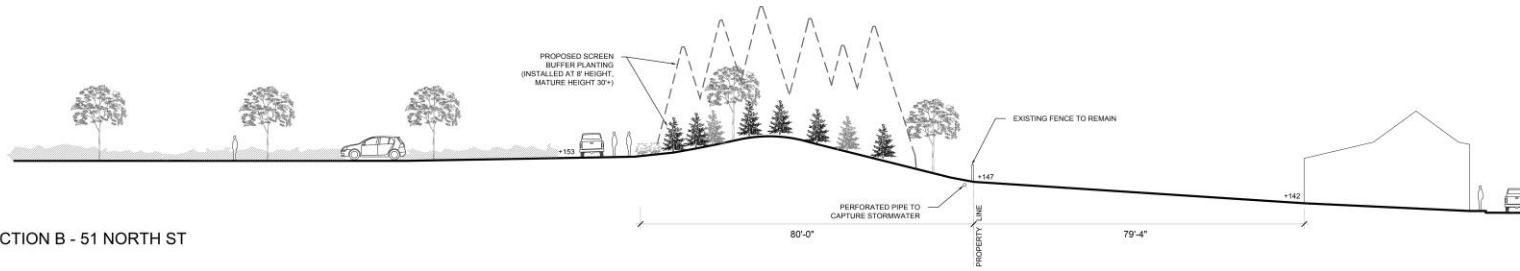 PROPOSED SCREEN
BUFFER PLANTING
(INSTALLED AT 8' HEIGHT,
MATURE HEIGHT 30'+)
EXISTING FENCE TO REMAIN
+153
+147
+142
PERFORATED PIPE TO
CAPTURE STORMWATER
80'-0"
PROPERTY LINE
79'-4"
CTION B - 51 NORTH ST